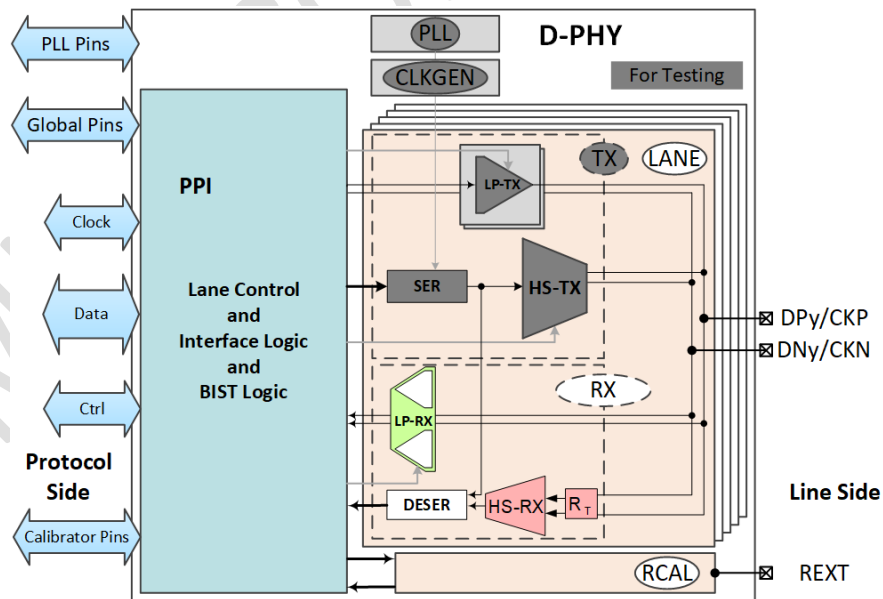 PLL
D-PHY
PLL Pins
CLKGEN
For Testing
Global Pins
TX
LANE
PPI
LP-TX
Clock
Lane Control
and
Interface Logic
and
BIST Logic
SER
HS-TX
Data
DPy/CKP
DNy/CKN
RX
Ctrl
LP-RX
Protocol
Side
DESER
HS-RX
RT
Line Side
Calibrator Pins
RCAL
REXT